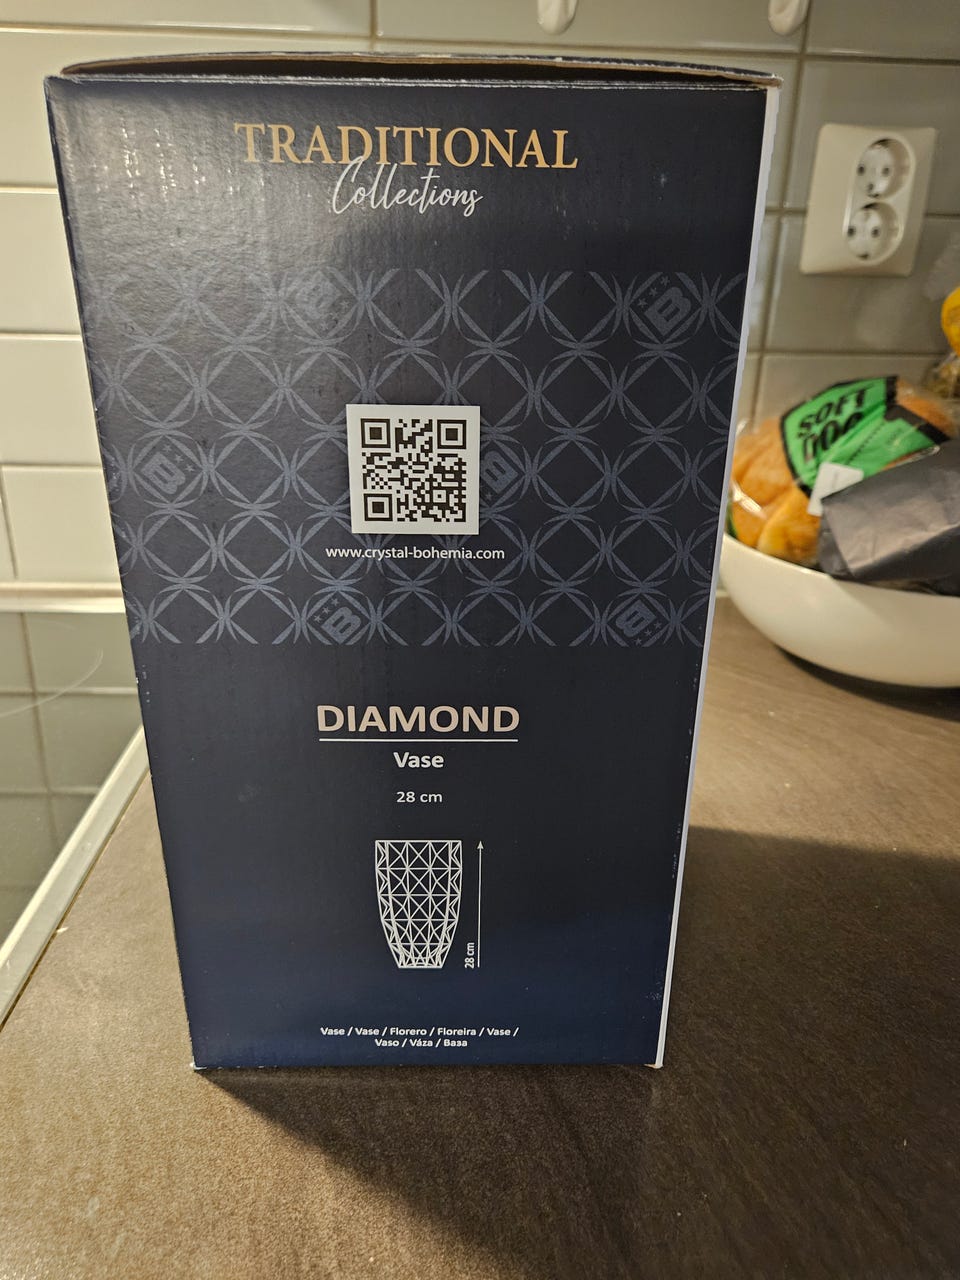 TRADITIONAL
Collections
B
B
www.crystal-bohemia.com
B
B
B
B
DIAMOND
Vase
28 cm
28 cm
Vase / Vase / Florero / Floreira / Vase /
Vaso / Váza / Ваза
SOFT